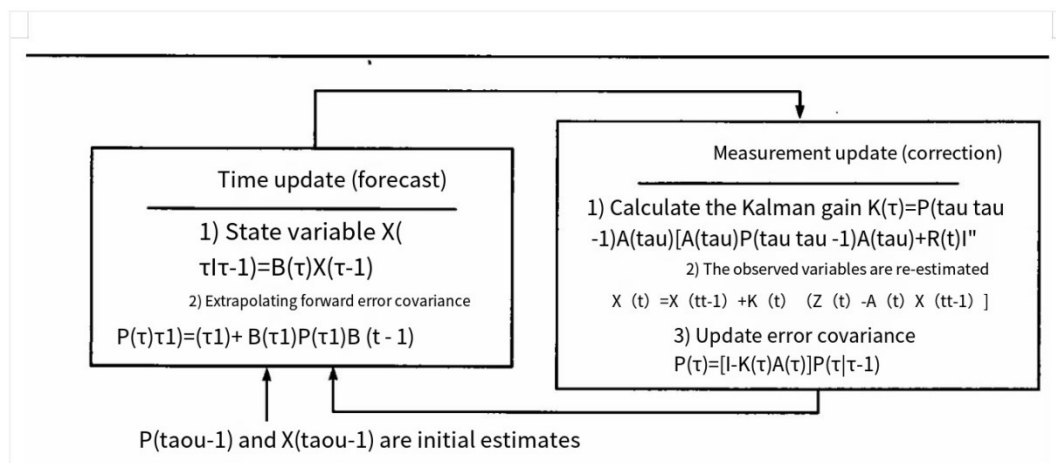 Time update (forecast)
1) State variable X(
τlτ-1)=B(τ)X(τ-1)
2) Extrapolating forward error covariance
P(τ)τ1)=(τ1)+ B(τ1)P(τ1)B (t - 1)
Measurement update (correction)
1) Calculate the Kalman gain K(τ)=P(tau tau
-1)A(tau)[A(tau)P(tau tau -1)A(tau)+R(t)I"
2) The observed variables are re-estimated
X (t) =X (tt-1) +K (t) (Z (t) -A (t) X (tt-1) ]
3) Update error covariance
P(τ)=[I-K(τ)A(τ)]P(τ|τ-1)
P(taou-1) and X(taou-1) are initial estimates